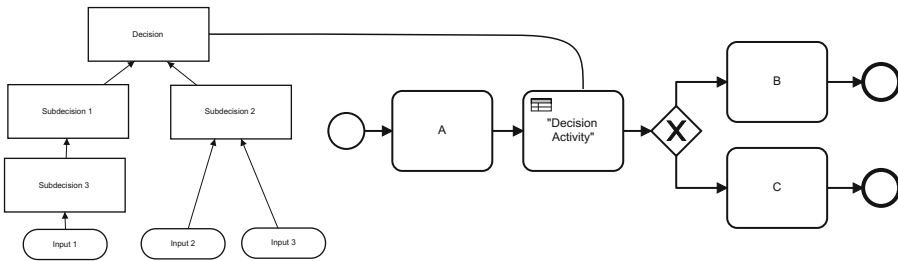 Decision
Subdecision 1
Subdecision 2
Subdecision 3
Input 1
Input 2
Input 3
A
"Decision
Activity"
X
B
C